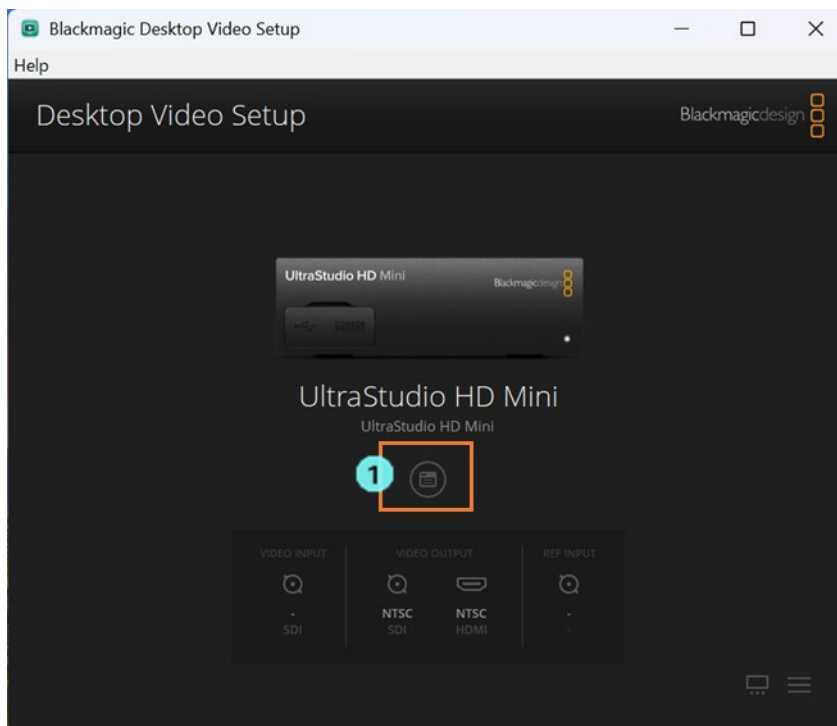 Blackmagic Desktop Video Setup
Help
Desktop Video Setup
Blackmagicdesign
UltraStudio HD Mini
Blackmagicdesign
UltraStudio HD Mini
UltraStudio HD Mini
1
VIDEO INPUT VIDEO OUTPUT REF INPUT
- NTSC NTSC -
SDI SDI HDMI -